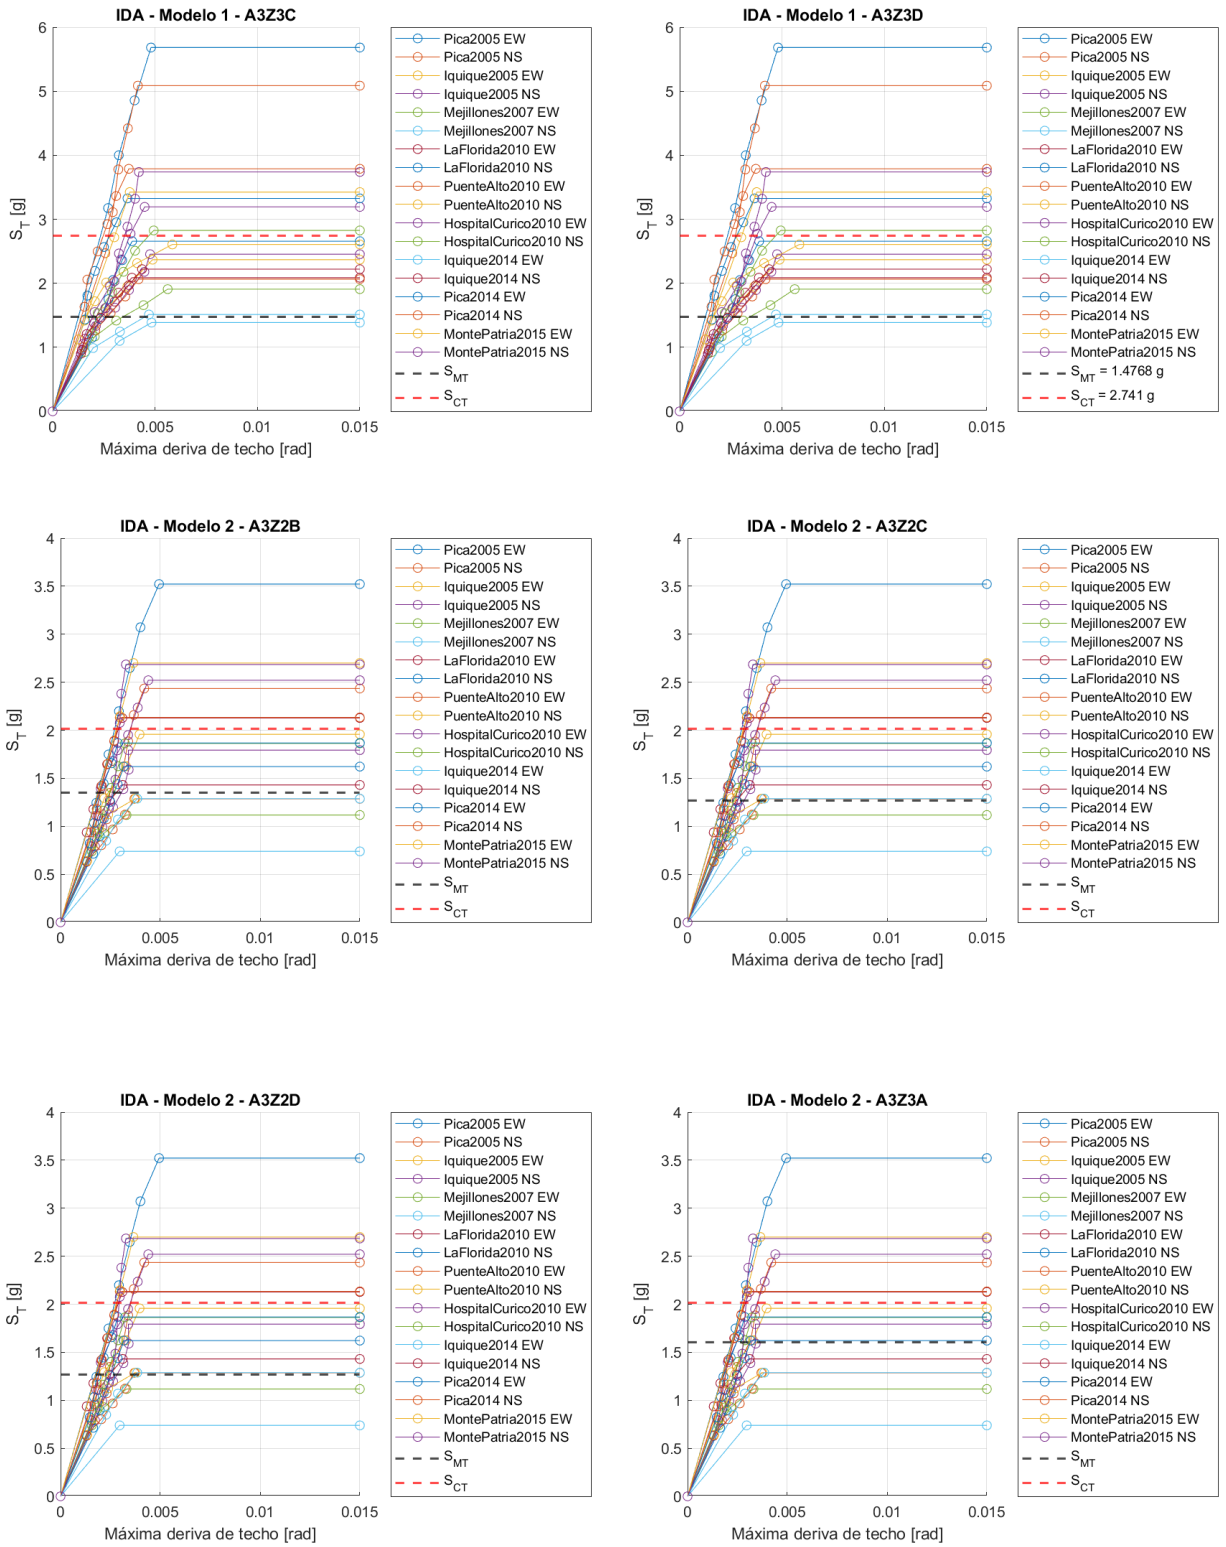 IDA - Modelo 1 - A3Z3C
6
5
4
3
2
1
0
S_T [g]
0 0.005 0.01 0.015
Máxima deriva de techo [rad]
Pica2005 EW
Pica2005 NS
Iquique2005 EW
Iquique2005 NS
Mejillones2007 EW
Mejillones2007 NS
LaFlorida2010 EW
LaFlorida2010 NS
PuenteAlto2010 EW
PuenteAlto2010 NS
HospitalCurico2010 EW
HospitalCurico2010 NS
Iquique2014 EW
Iquique2014 NS
Pica2014 EW
Pica2014 NS
MontePatria2015 EW
MontePatria2015 NS
S_MT
S_CT
IDA - Modelo 1 - A3Z3D
6
5
4
3
2
1
0
S_T [g]
0 0.005 0.01 0.015
Máxima deriva de techo [rad]
Pica2005 EW
Pica2005 NS
Iquique2005 EW
Iquique2005 NS
Mejillones2007 EW
Mejillones2007 NS
LaFlorida2010 EW
LaFlorida2010 NS
PuenteAlto2010 EW
PuenteAlto2010 NS
HospitalCurico2010 EW
HospitalCurico2010 NS
Iquique2014 EW
Iquique2014 NS
Pica2014 EW
Pica2014 NS
MontePatria2015 EW
MontePatria2015 NS
S_MT = 1.4768 g
S_CT = 2.741 g
IDA - Modelo 2 - A3Z2B
4
3.5
3
2.5
2
1.5
1
0.5
0
S_T [g]
0 0.005 0.01 0.015
Máxima deriva de techo [rad]
Pica2005 EW
Pica2005 NS
Iquique2005 EW
Iquique2005 NS
Mejillones2007 EW
Mejillones2007 NS
LaFlorida2010 EW
LaFlorida2010 NS
PuenteAlto2010 EW
PuenteAlto2010 NS
HospitalCurico2010 EW
HospitalCurico2010 NS
Iquique2014 EW
Iquique2014 NS
Pica2014 EW
Pica2014 NS
MontePatria2015 EW
MontePatria2015 NS
S_MT
S_CT
IDA - Modelo 2 - A3Z2C
4
3.5
3
2.5
2
1.5
1
0.5
0
S_T [g]
0 0.005 0.01 0.015
Máxima deriva de techo [rad]
Pica2005 EW
Pica2005 NS
Iquique2005 EW
Iquique2005 NS
Mejillones2007 EW
Mejillones2007 NS
LaFlorida2010 EW
LaFlorida2010 NS
PuenteAlto2010 EW
PuenteAlto2010 NS
HospitalCurico2010 EW
HospitalCurico2010 NS
Iquique2014 EW
Iquique2014 NS
Pica2014 EW
Pica2014 NS
MontePatria2015 EW
MontePatria2015 NS
S_MT
S_CT
IDA - Modelo 2 - A3Z2D
4
3.5
3
2.5
2
1.5
1
0.5
0
S_T [g]
0 0.005 0.01 0.015
Máxima deriva de techo [rad]
Pica2005 EW
Pica2005 NS
Iquique2005 EW
Iquique2005 NS
Mejillones2007 EW
Mejillones2007 NS
LaFlorida2010 EW
LaFlorida2010 NS
PuenteAlto2010 EW
PuenteAlto2010 NS
HospitalCurico2010 EW
HospitalCurico2010 NS
Iquique2014 EW
Iquique2014 NS
Pica2014 EW
Pica2014 NS
MontePatria2015 EW
MontePatria2015 NS
S_MT
S_CT
IDA - Modelo 2 - A3Z3A
4
3.5
3
2.5
2
1.5
1
0.5
0
S_T [g]
0 0.005 0.01 0.015
Máxima deriva de techo [rad]
Pica2005 EW
Pica2005 NS
Iquique2005 EW
Iquique2005 NS
Mejillones2007 EW
Mejillones2007 NS
LaFlorida2010 EW
LaFlorida2010 NS
PuenteAlto2010 EW
PuenteAlto2010 NS
HospitalCurico2010 EW
HospitalCurico2010 NS
Iquique2014 EW
Iquique2014 NS
Pica2014 EW
Pica2014 NS
MontePatria2015 EW
MontePatria2015 NS
S_MT
S_CT